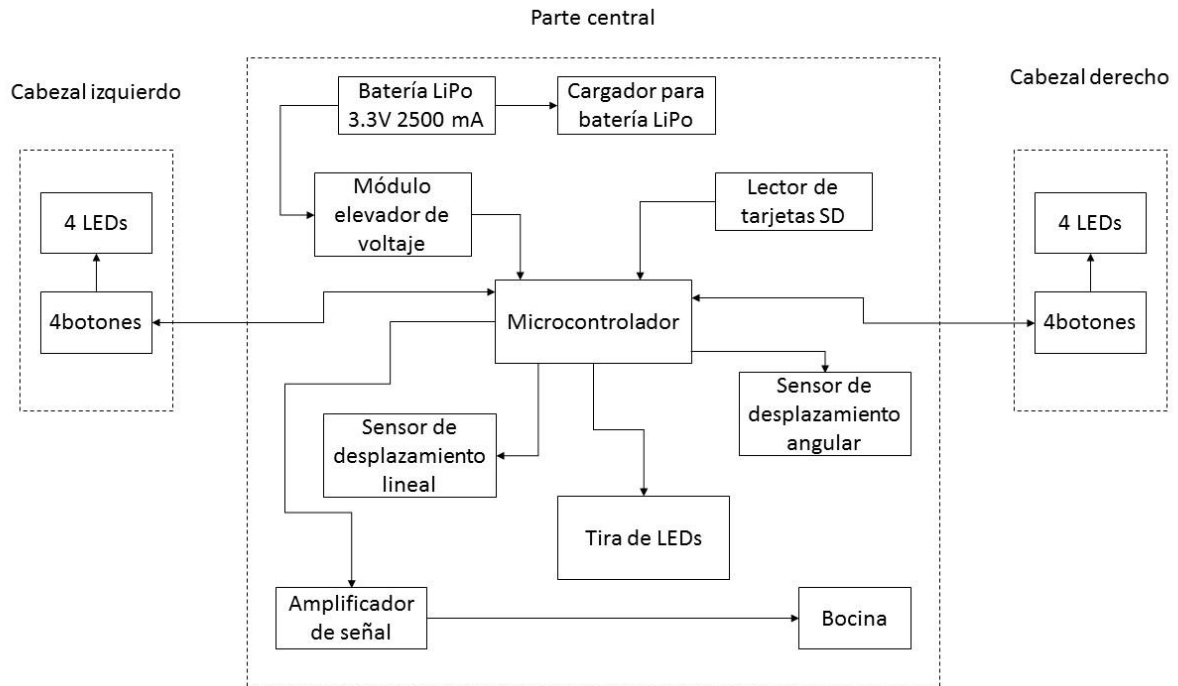 Parte central
Cabezal izquierdo
Cabezal derecho
Batería LiPo
3.3V 2500 mA
Cargador para
batería LiPo
Módulo
elevador de
voltaje
Lector de
tarjetas SD
4 LEDs
4botones
Microcontrolador
4 LEDs
4botones
Sensor de
desplazamiento
angular
Sensor de
desplazamiento
lineal
Tira de LEDs
Amplificador
de señal
Bocina